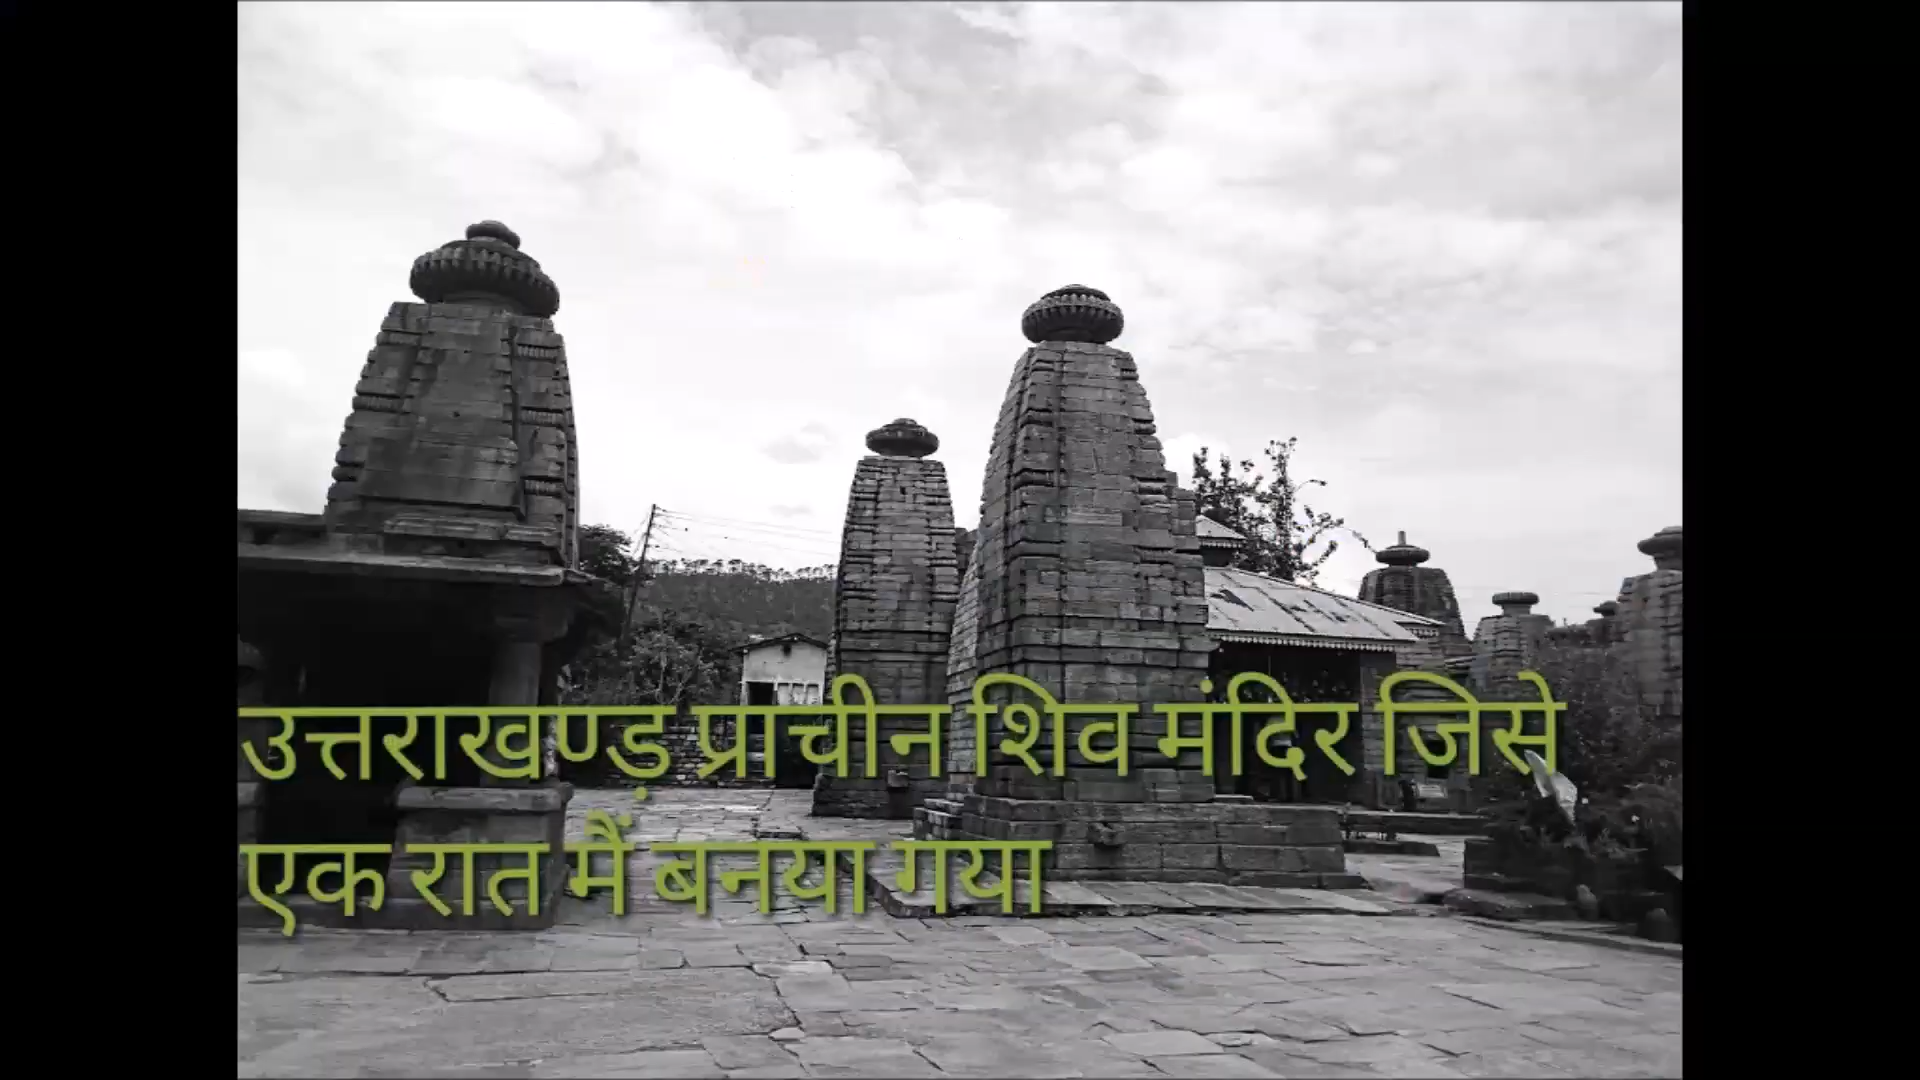 उत्तराखण्ड़ प्राचीन शिव मंदिर जिसे
एक रात मैं बनया गया